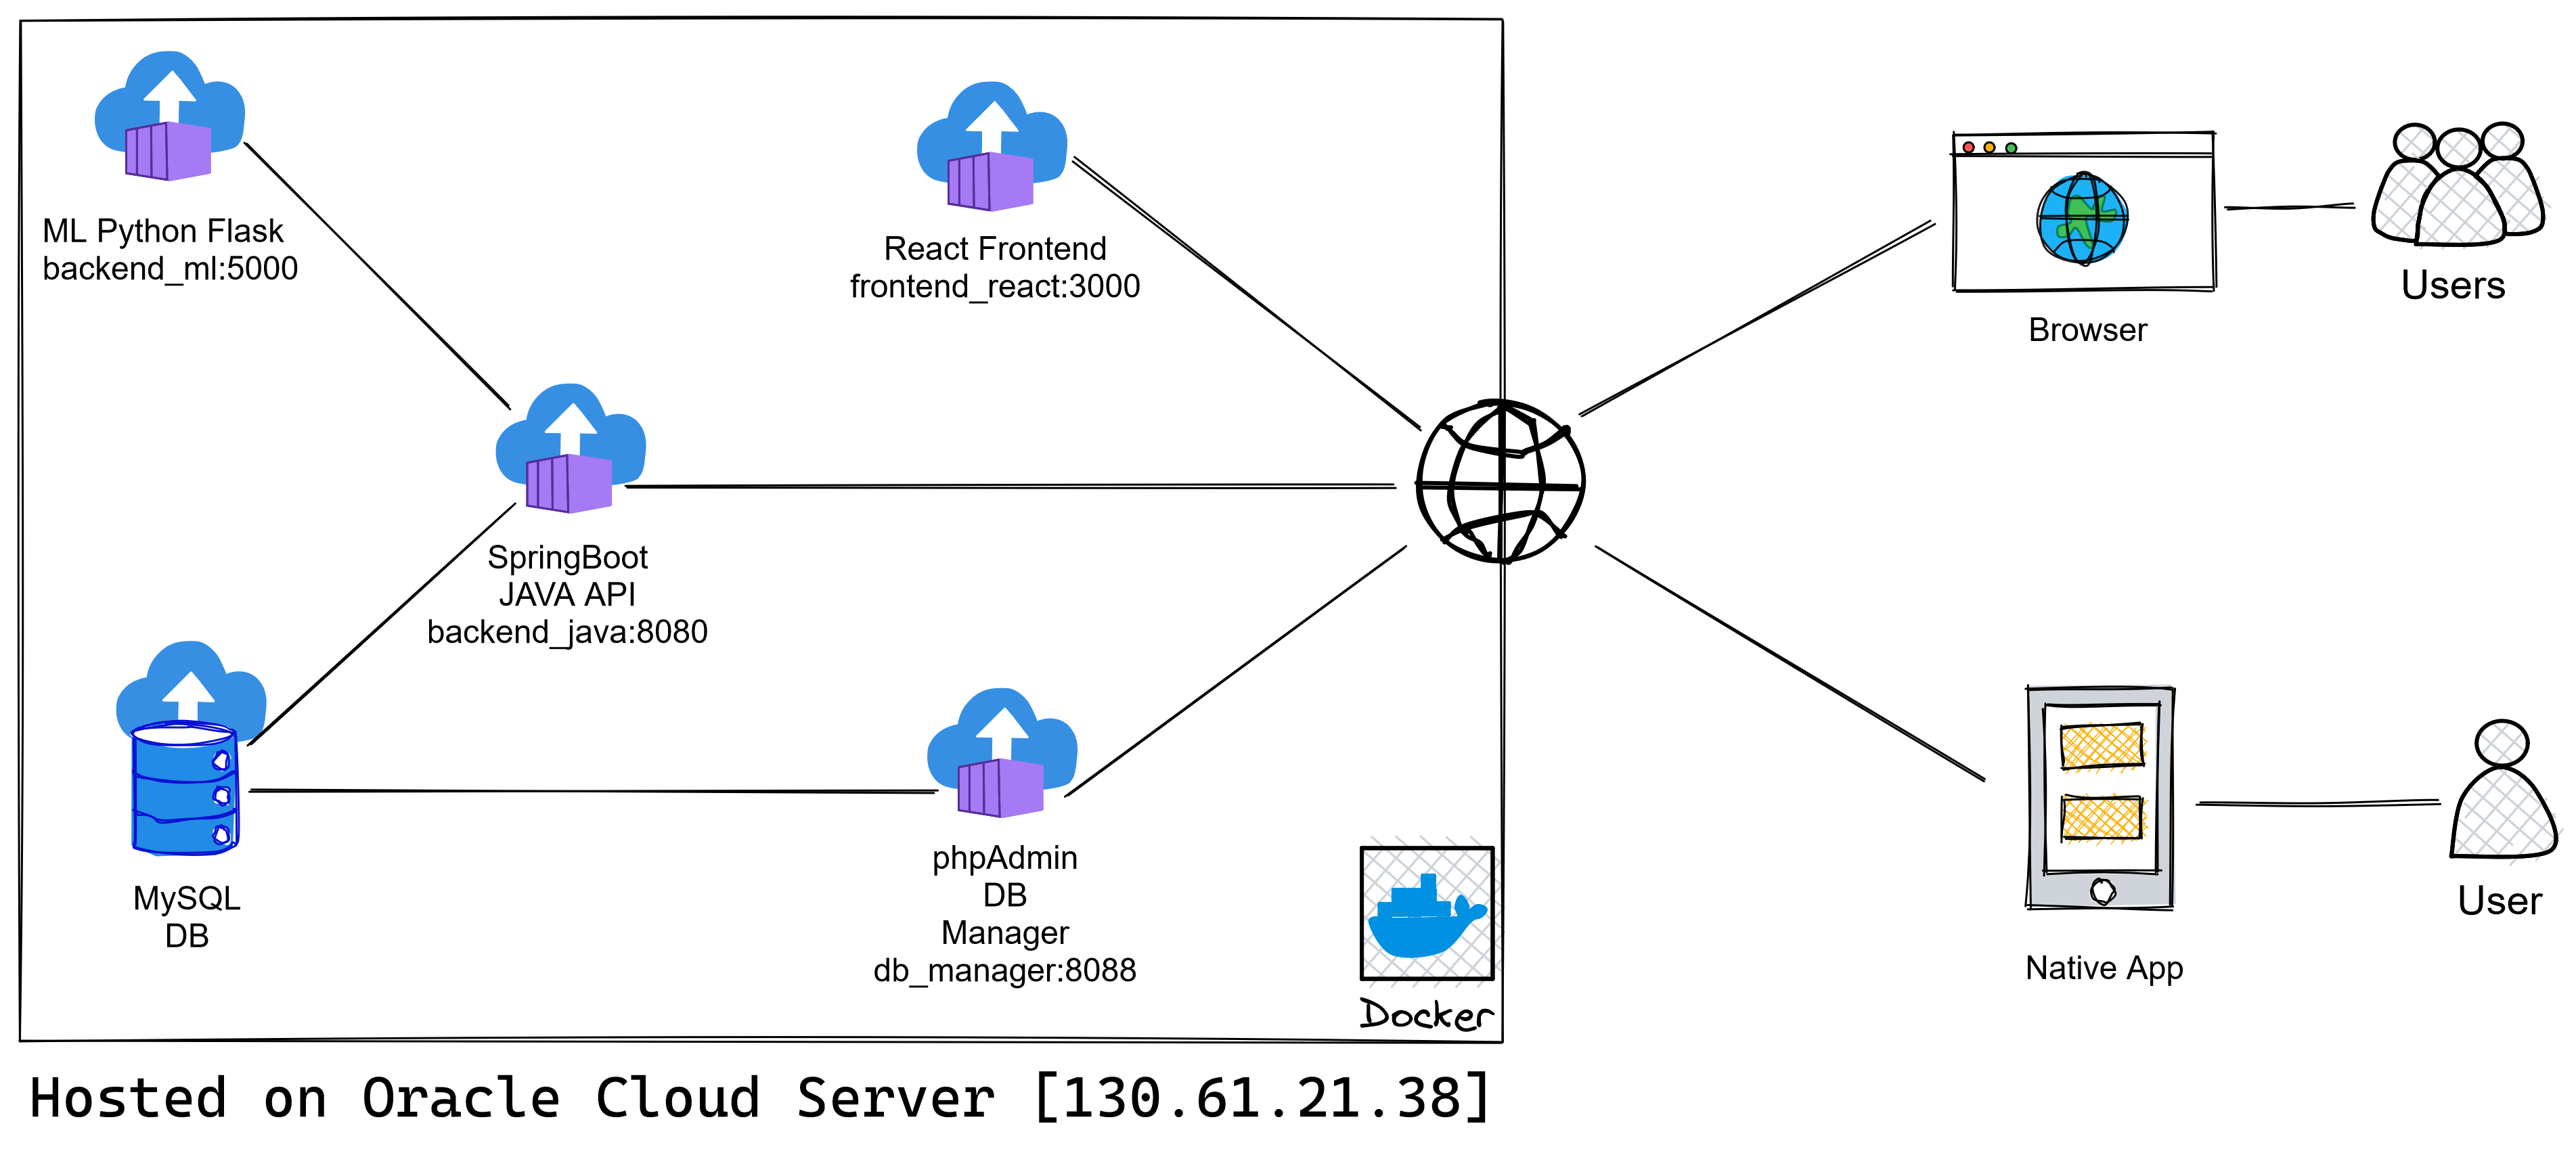 ML Python Flask
backend_ml:5000
React Frontend
frontend_react:3000
Browser
Users
SpringBoot
JAVA API
backend_java:8080
MySQL
DB
phpAdmin
DB
Manager
db_manager:8088
Docker
Native App
User
Hosted on Oracle Cloud Server [130.61.21.38]